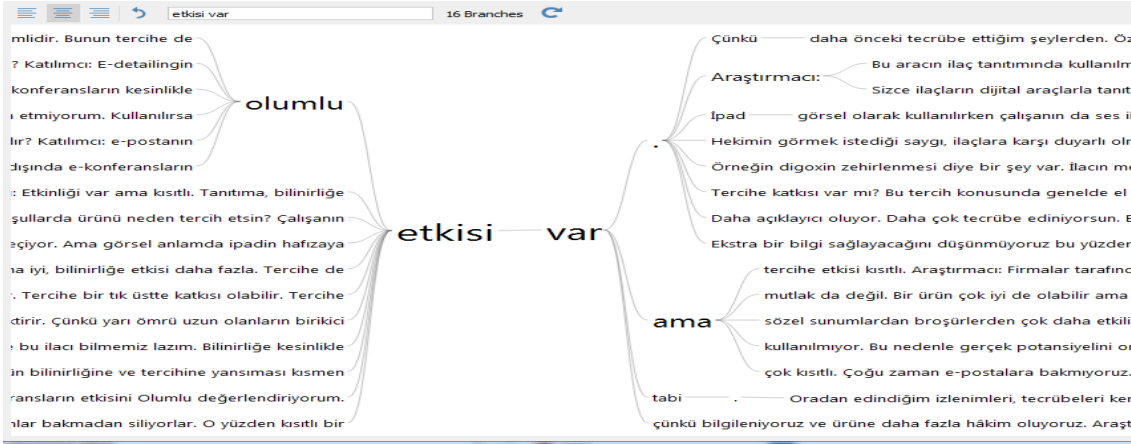 etkisi var 16 Branches
mlidir. Bunun tercihe de
? Katılımcı: E-detailingin
konferansların kesinlikle
etmiyorum. Kullanılırsa
lır? Katılımcı: e-postanın
dışında e-konferansların
olumlu
: Etkinliği var ama kısıtlı. Tanıtıma, bilinirliğe
şullarda ürünü neden tercih etsin? Çalışanın
eçiyor. Ama görsel anlamda ipadin hafızaya
na iyi, bilinirliğe etkisi daha fazla. Tercihe de
. Tercihe bir tık üstte katkısı olabilir. Tercihe
ktirir. Çünkü yarı ömrü uzun olanların birikici
bu ilacı bilmemiz lazım. Bilinirliğe kesinlikle
in bilinirliğine ve tercihine yansıması kısmen
ransların etkisini Olumlu değerlendiriyorum.
nlar bakmadan siliyorlar. O yüzden kısıtlı bir
etkisi var
.
Çünkü daha önceki tecrübe ettiğim şeylerden. Öz
Araştırmacı:
Bu aracın ilaç tanıtımında kullanılm
Sizce ilaçların dijital araçlarla tanıt
İpad görsel olarak kullanılırken çalışanın da ses il
Hekimin görmek istediği saygı, ilaçlara karşı duyarlı olm
Örneğin digoxin zehirlenmesi diye bir şey var. İlacın me
Tercihe katkısı var mı? Bu tercih konusunda genelde el
Daha açıklayıcı oluyor. Daha çok tecrübe ediniyorsun. E
Ekstra bir bilgi sağlayacağını düşünmüyoruz bu yüzden
ama
tercihe etkisi kısıtlı. Araştırmacı: Firmalar tarafınd
mutlak da değil. Bir ürün çok iyi de olabilir ama
sözel sunumlardan broşürlerden çok daha etkili
kullanılmıyor. Bu nedenle gerçek potansiyelini or
çok kısıtlı. Çoğu zaman e-postalara bakmıyoruz.
tabi . Oradan edindiğim izlenimleri, tecrübeleri ker
çünkü bilgileniyoruz ve ürüne daha fazla hâkim oluyoruz. Araşt